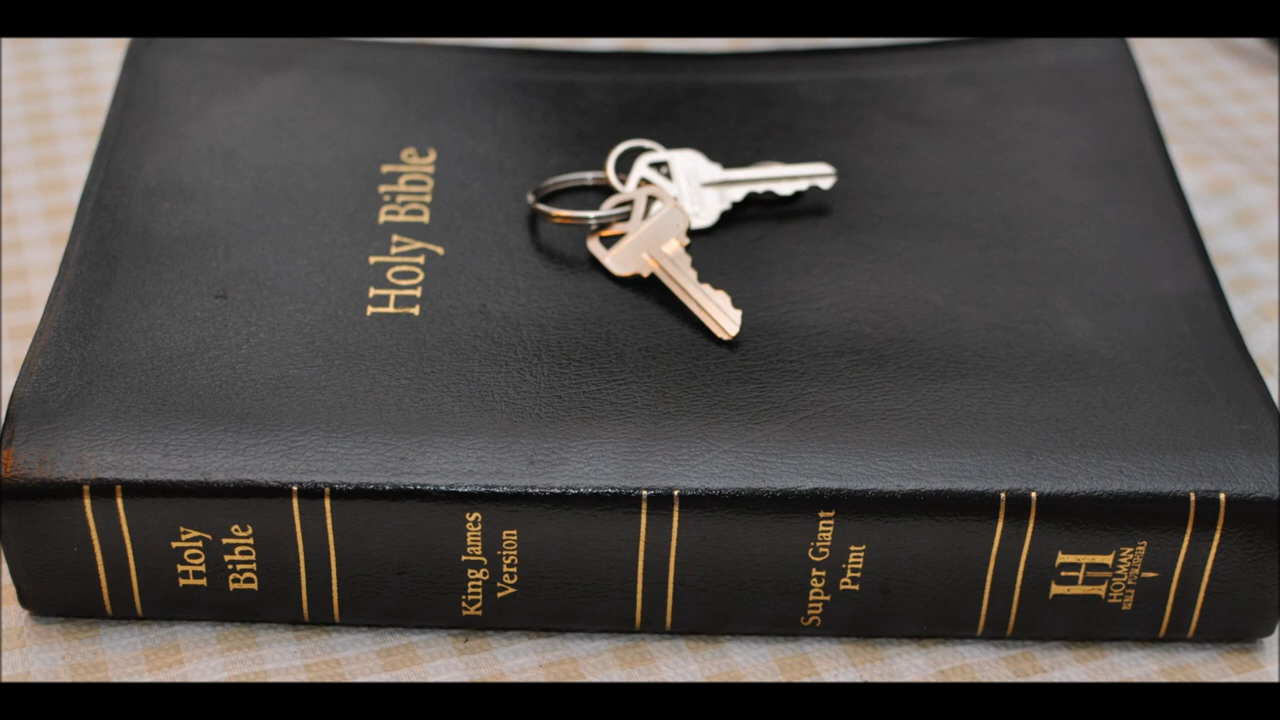 Holy Bible
Holy
Bible
King James
Version
Super Giant
Print
HOLMAN
BIBLE PUBLISHERS